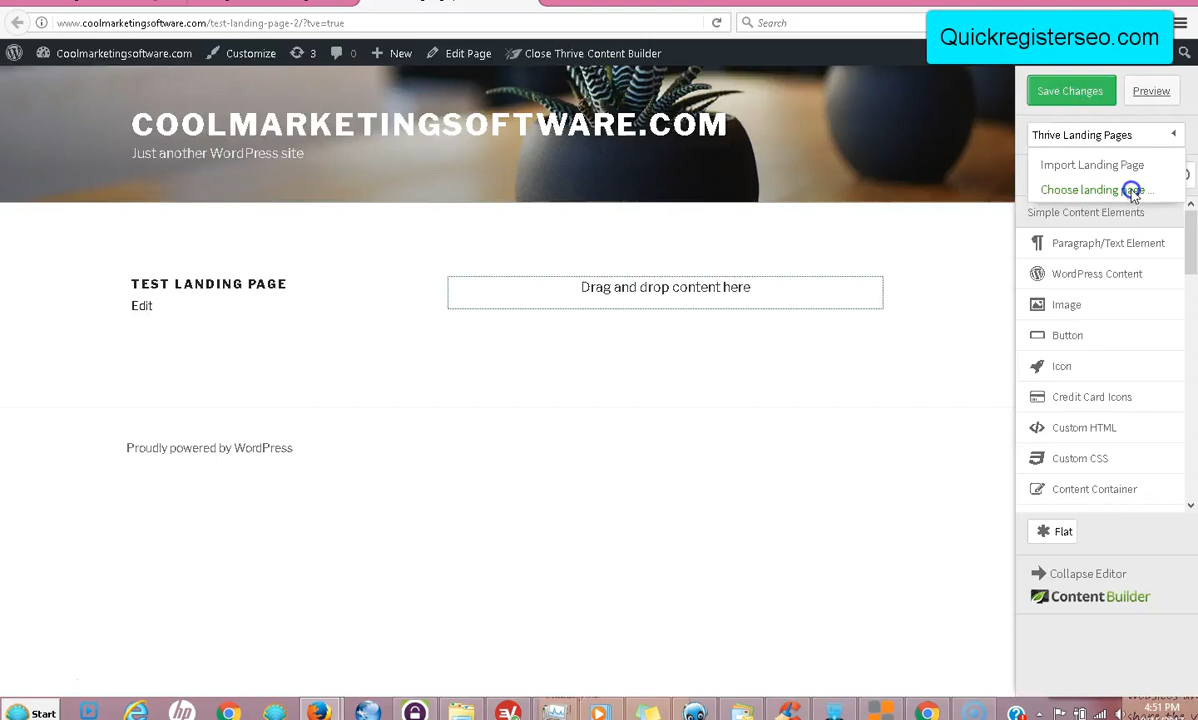 www.coolmarketingsoftware.com/test-landing-page-2/?tve=true
Search
Quickregisterseo.com
Coolmarketingsoftware.com Customize 3 0 New Edit Page Close Thrive Content Builder
COOLMARKETINGSOFTWARE.COM
Just another WordPress site
Save Changes Preview
Thrive Landing Pages
Import Landing Page
Choose landing page ...
Simple Content Elements
Paragraph/Text Element
WordPress Content
Image
Button
Icon
Credit Card Icons
Custom HTML
Custom CSS
Content Container
TEST LANDING PAGE
Edit
Drag and drop content here
Proudly powered by WordPress
Flat
Collapse Editor
Content Builder
Start
4:51 PM